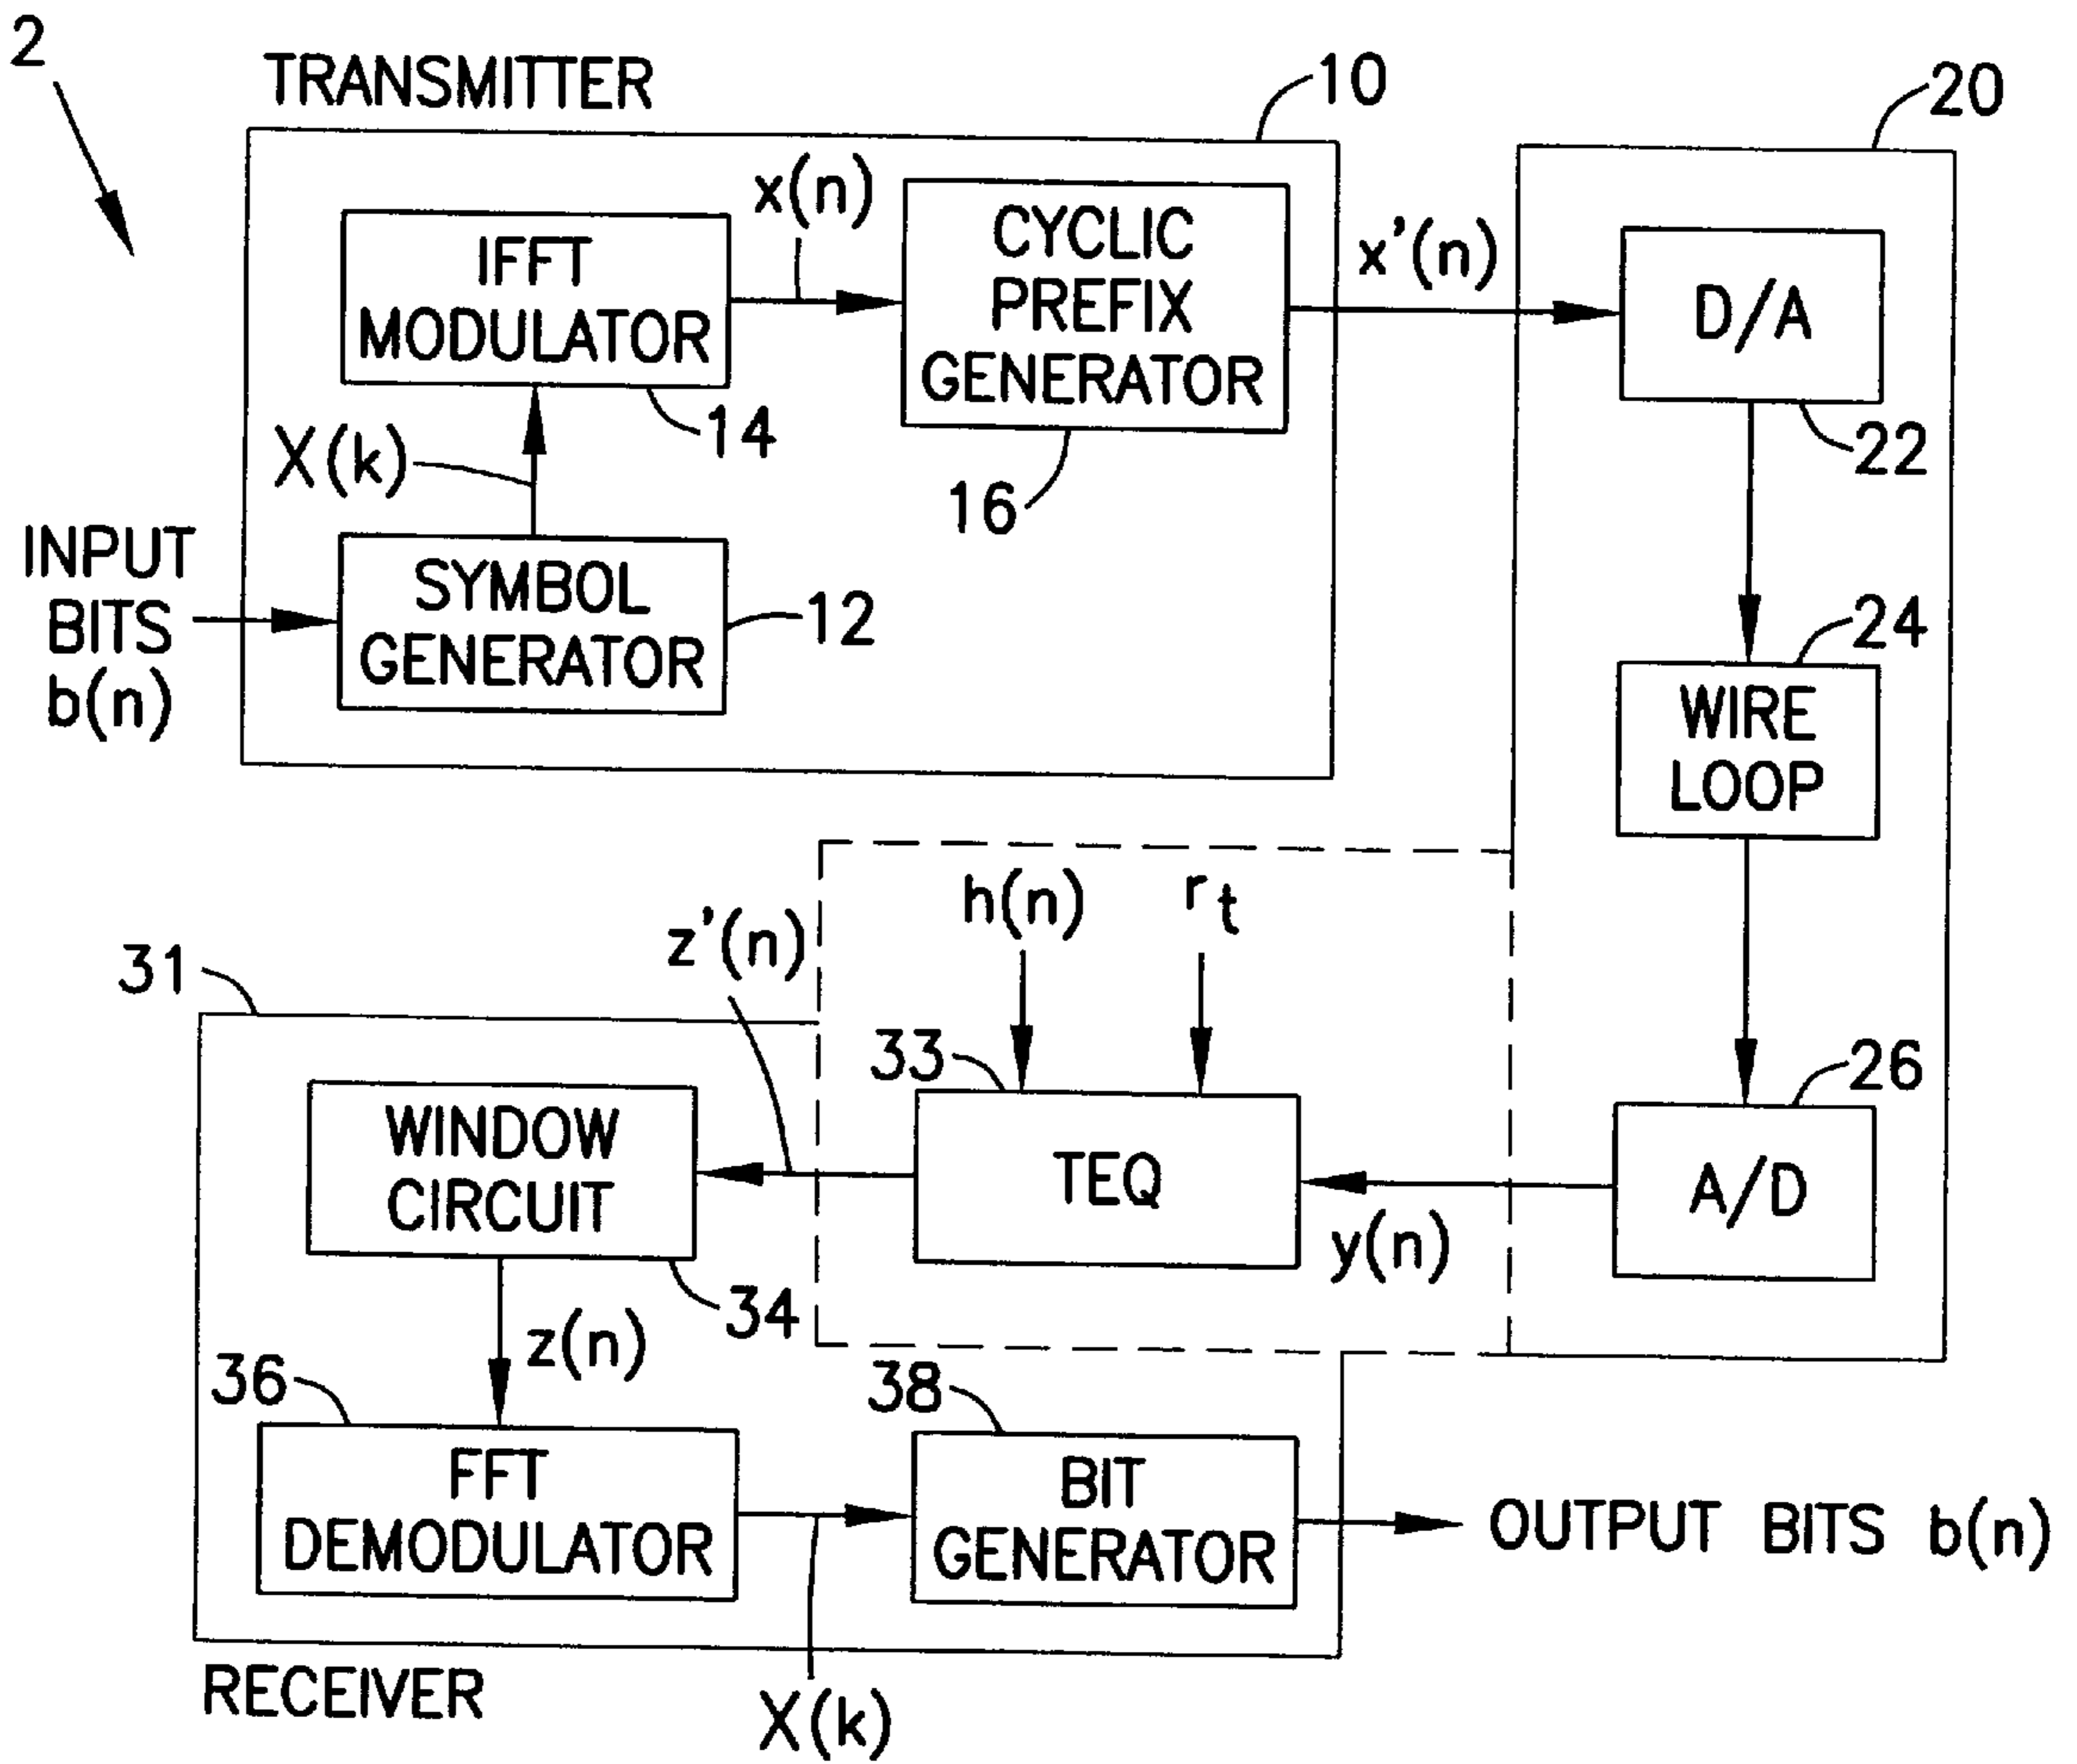 2
TRANSMITTER
10
20
x(n)
IFFT
MODULATOR
14
CYCLIC
PREFIX
GENERATOR
16
x'(n)
D/A
22
X(k)
INPUT
BITS
b(n)
SYMBOL
GENERATOR
12
24
WIRE
LOOP
h(n)
r_t
z'(n)
31
33
26
WINDOW
CIRCUIT
34
TEQ
y(n)
A/D
z(n)
36
38
FFT
DEMODULATOR
BIT
GENERATOR
OUTPUT BITS b(n)
RECEIVER
X(k)